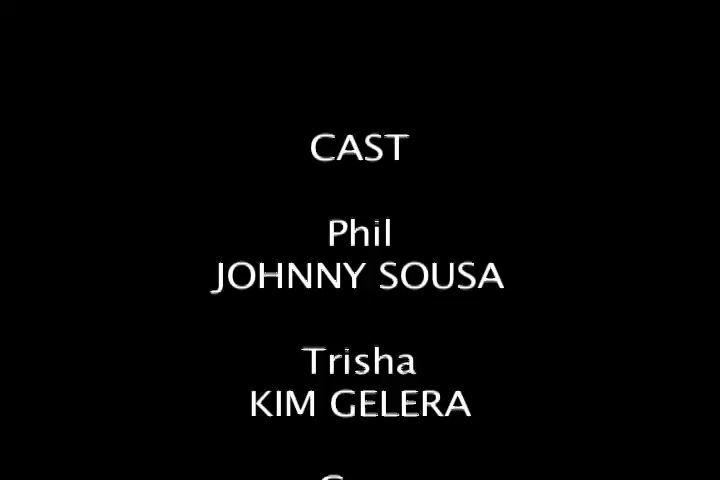 CAST
Phil
JOHNNY SOUSA
Trisha
KIM GELERA